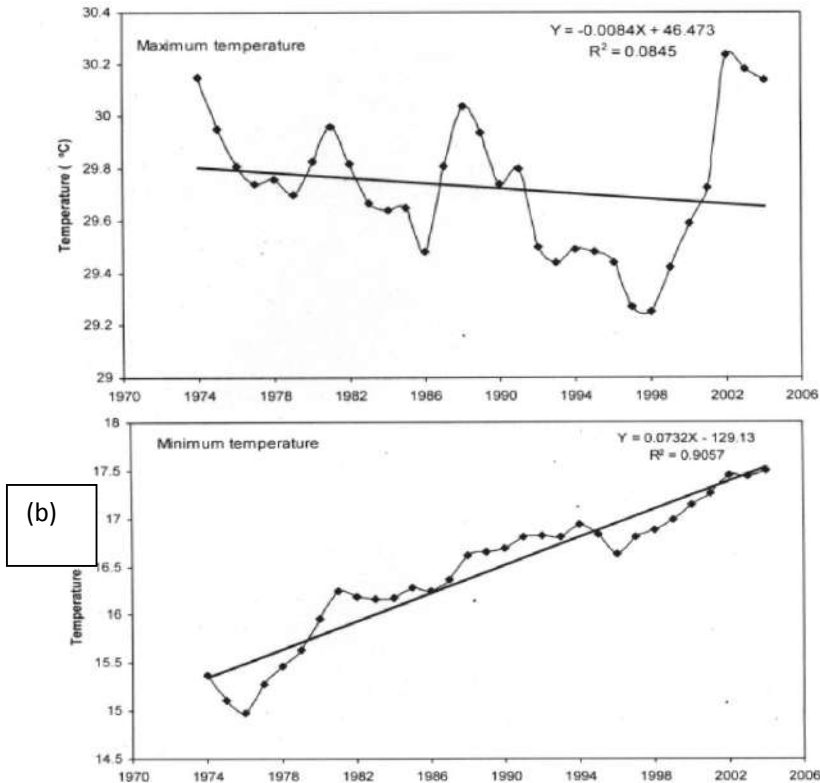 30.4
30.2
30
29.8
29.6
29.4
29.2
29
Temperature ( °C)
Maximum temperature
Y = -0.0084X + 46.473
R² = 0.0845
1970 1974 1978 1982 1986 1990 1994 1998 2002 2006
18
17.5
17
16.5
16
15.5
15
14.5
(b)
Temperature
Minimum temperature
Y = 0.0732X - 129.13
R² = 0.9057
1970 1974 1978 1982 1986 1990 1994 1998 2002 2006